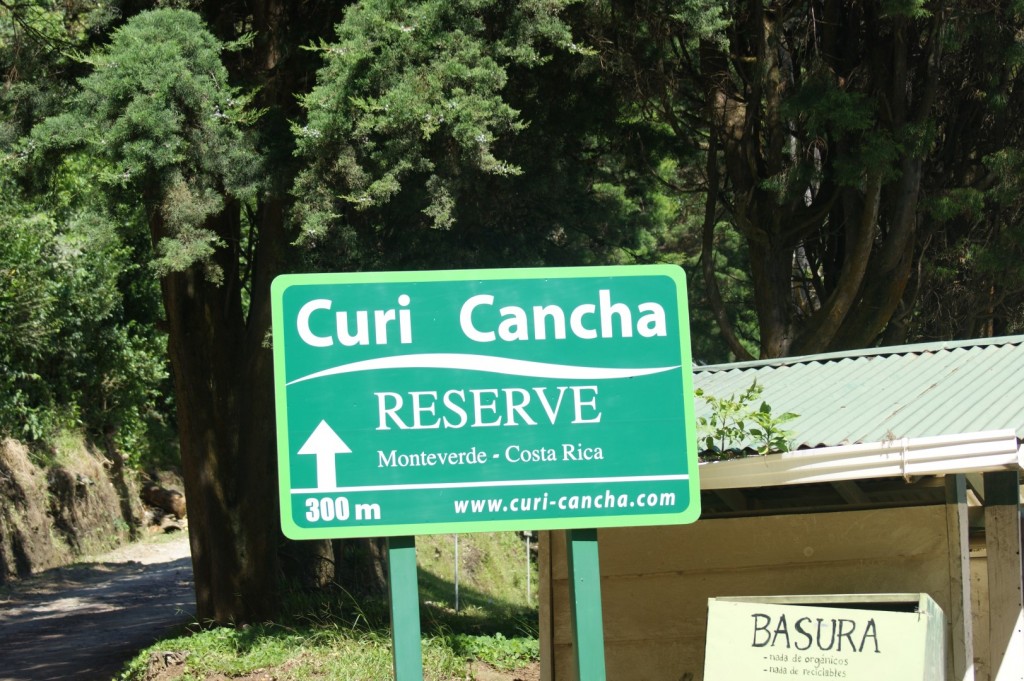 Curi Cancha
RESERVE
Monteverde - Costa Rica
300 m
www.curi-cancha.com
BASURA
- nada de orgánicos
- nada de reciclables